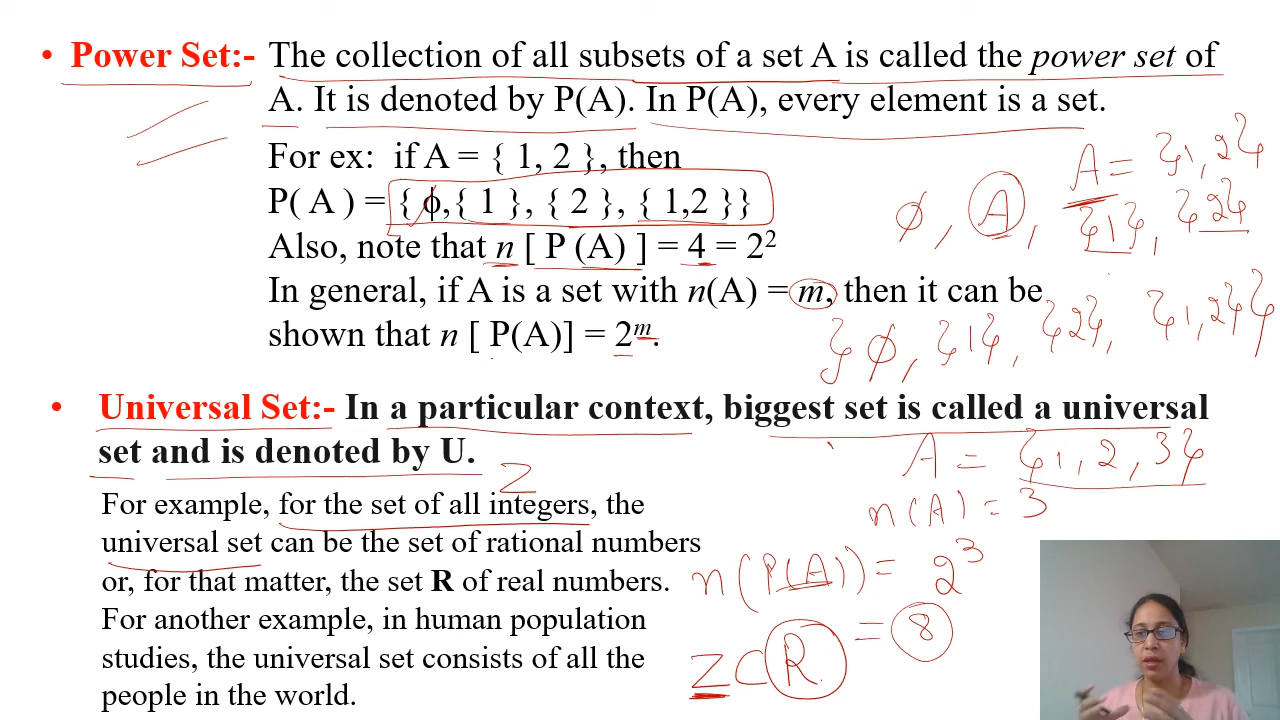 • Power Set:- The collection of all subsets of a set A is called the power set of
A. It is denoted by P(A). In P(A), every element is a set.
For ex: if A = { 1, 2 }, then
P( A ) = { ϕ,{ 1 }, { 2 }, { 1,2 }}
Also, note that n [ P (A) ] = 4 = 2²
In general, if A is a set with n(A) = m, then it can be
shown that n [ P(A)] = 2ᵐ.
A = {1, 2}
ϕ, A, {1}, {2}
{ϕ, {1}, {2}, {1, 2}}
• Universal Set:- In a particular context, biggest set is called a universal
set and is denoted by U.
Z
For example, for the set of all integers, the
universal set can be the set of rational numbers
or, for that matter, the set R of real numbers.
For another example, in human population
studies, the universal set consists of all the
people in the world.
A = {1, 2, 3}
n(A) = 3
n(P(A)) = 2³
= 8
Z ⊂ R